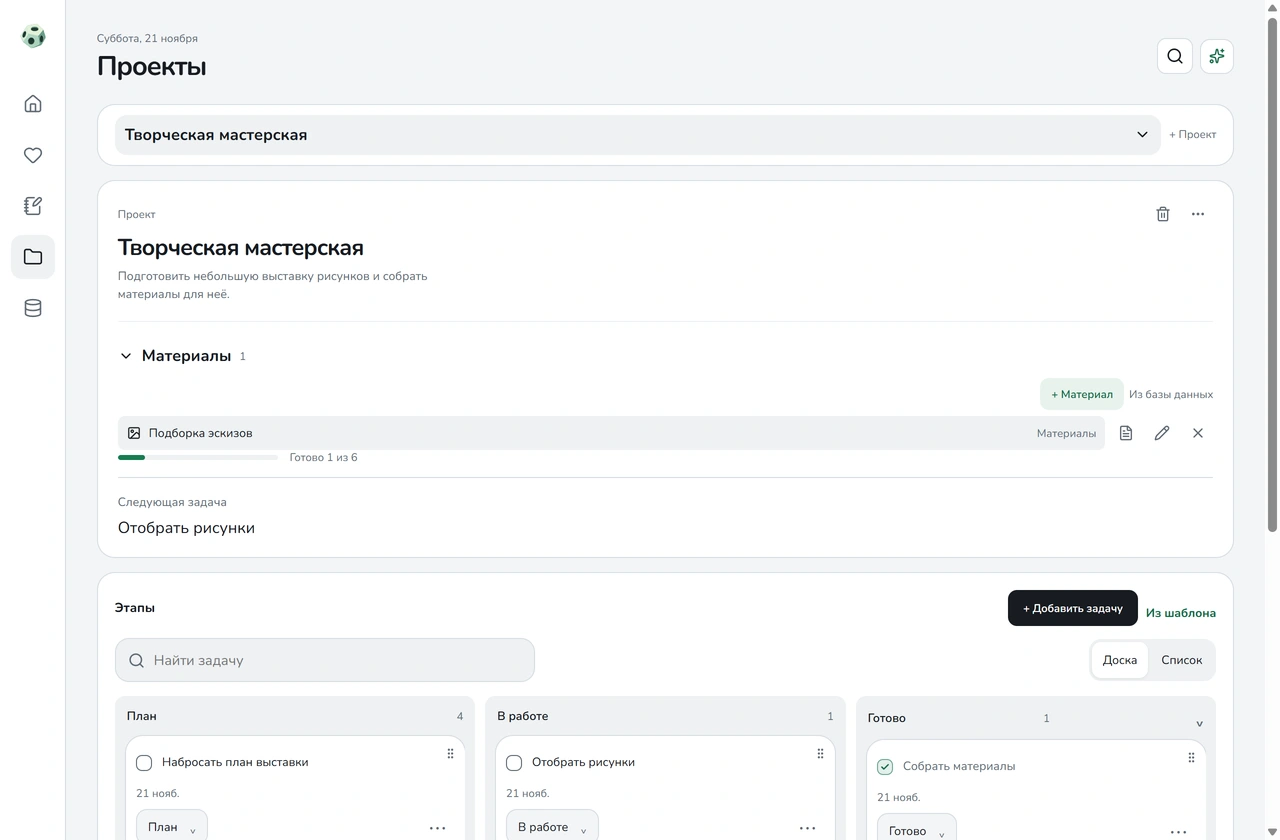 Суббота, 21 ноября
Проекты
Творческая мастерская
+ Проект
Проект
Творческая мастерская
Подготовить небольшую выставку рисунков и собрать
материалы для неё.
Материалы 1
+ Материал Из базы данных
Подборка эскизов Материалы
Готово 1 из 6
Следующая задача
Отобрать рисунки
Этапы
+ Добавить задачу Из шаблона
Найти задачу
Доска Список
План 4
Набросать план выставки
21 нояб.
План
В работе 1
Отобрать рисунки
21 нояб.
В работе
Готово 1
Собрать материалы
21 нояб.
Готово